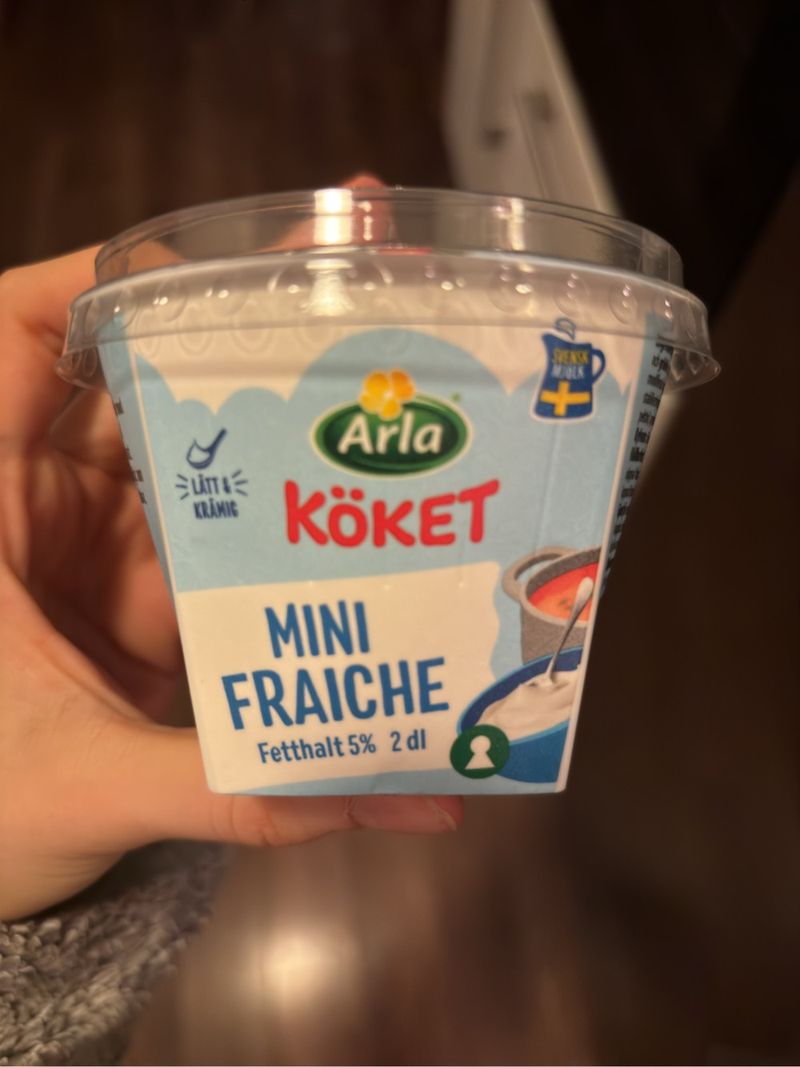 SVENSK
MJÖLK
Arla
LÄTT &
KRÄMIG
KÖKET
MINI
FRAICHE
Fetthalt 5% 2 dl